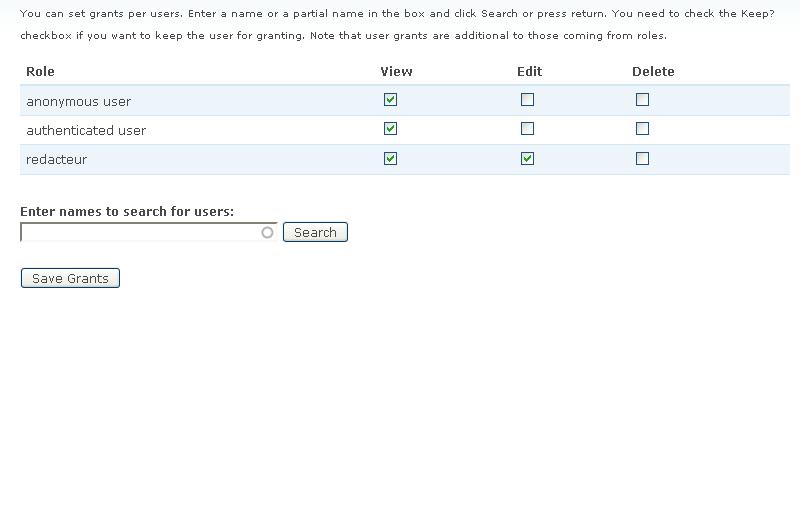 You can set grants per users. Enter a name or a partial name in the box and click Search or press return. You need to check the Keep?
checkbox if you want to keep the user for granting. Note that user grants are additional to those coming from roles.
Role View Edit Delete
anonymous user
authenticated user
redacteur
Enter names to search for users:
Search
Save Grants